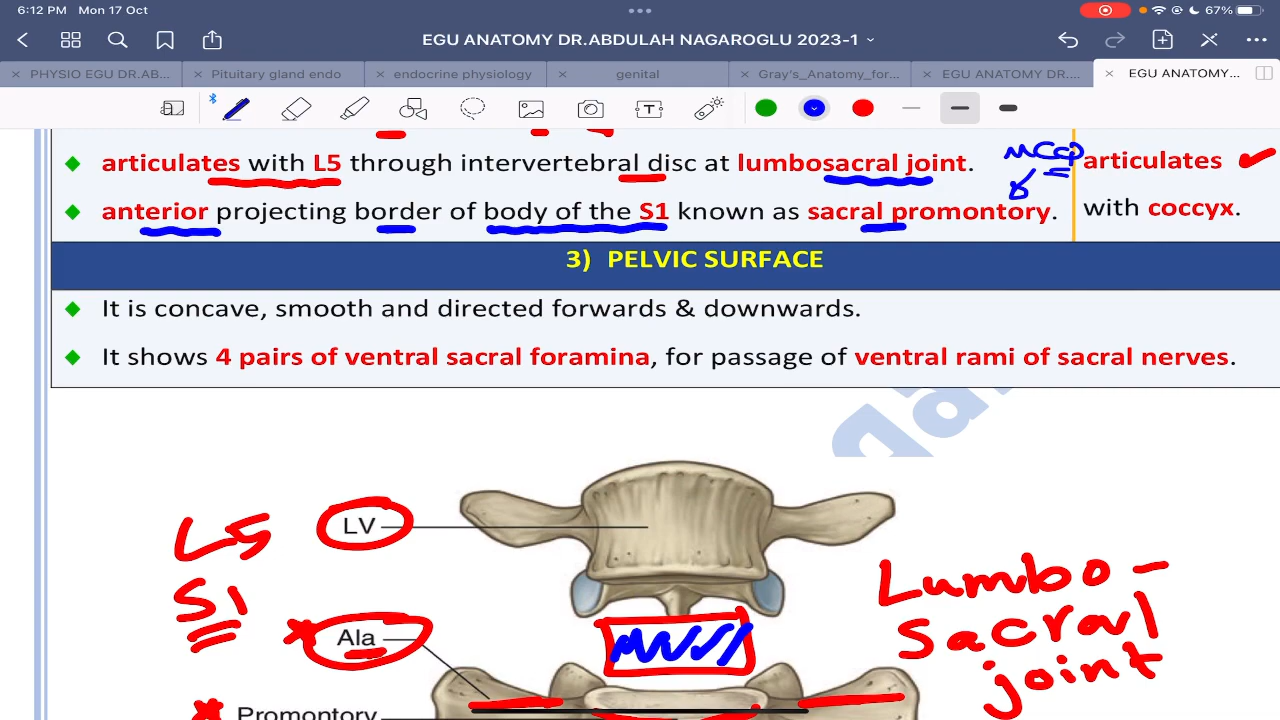 6:12 PM Mon 17 Oct
67%
EGU ANATOMY DR.ABDULAH NAGAROGLU 2023-1
PHYSIO EGU DR.AB...
Pituitary gland endo
endocrine physiology
genital
Gray's_Anatomy_for...
EGU ANATOMY DR....
EGU ANATOMY...
articulates with L5 through intervertebral disc at lumbosacral joint.
anterior projecting border of body of the S1 known as sacral promontory.
MCQ
articulates
with coccyx.
3) PELVIC SURFACE
It is concave, smooth and directed forwards & downwards.
It shows 4 pairs of ventral sacral foramina, for passage of ventral rami of sacral nerves.
L5
S1
LV
Ala
Promontory
Lumbo-
Sacral
joint